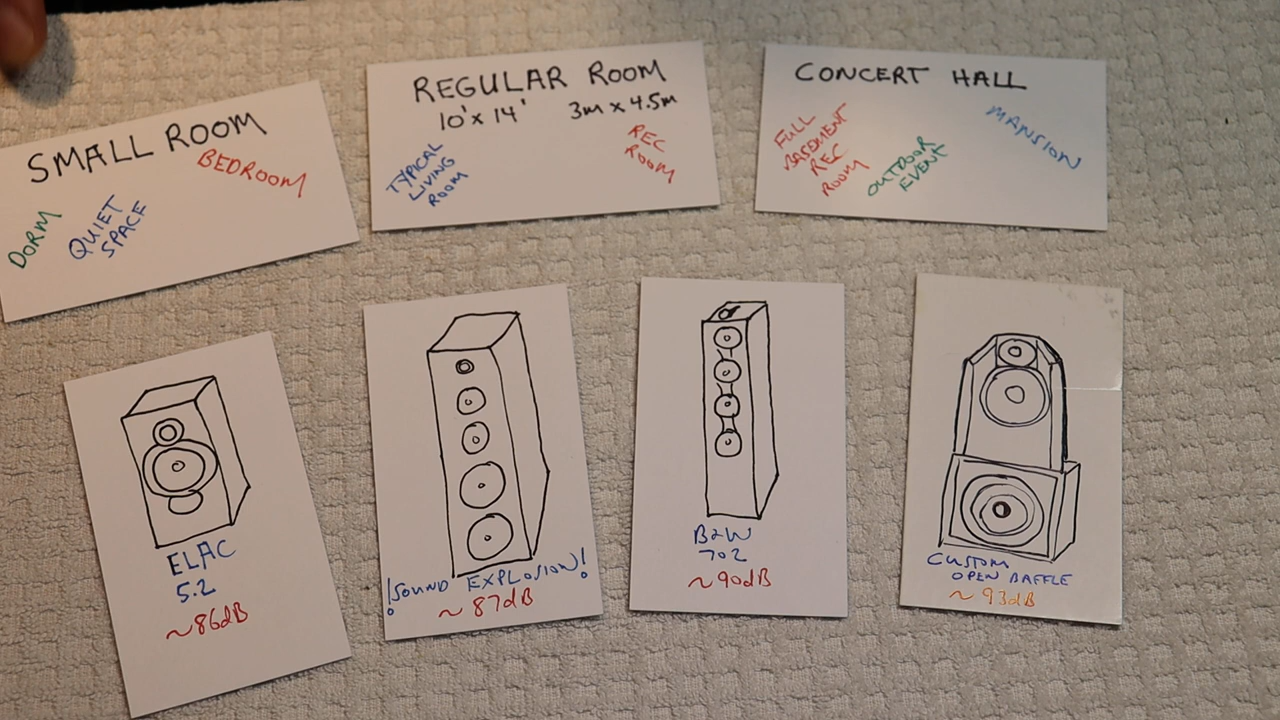 SMALL ROOM
BEDROOM
DORM
QUIET
SPACE
REGULAR ROOM
10'x 14'
3m x 4.5m
TYPICAL
LIVING
ROOM
REC
ROOM
CONCERT HALL
FULL
BASEMENT
REC
ROOM
OUTDOOR
EVENT
MANSION
ELAC
5.2
~86dB
!SOUND EXPLOSION!
~87dB
B&W
702
~90dB
CUSTOM
OPEN BAFFLE
~93dB